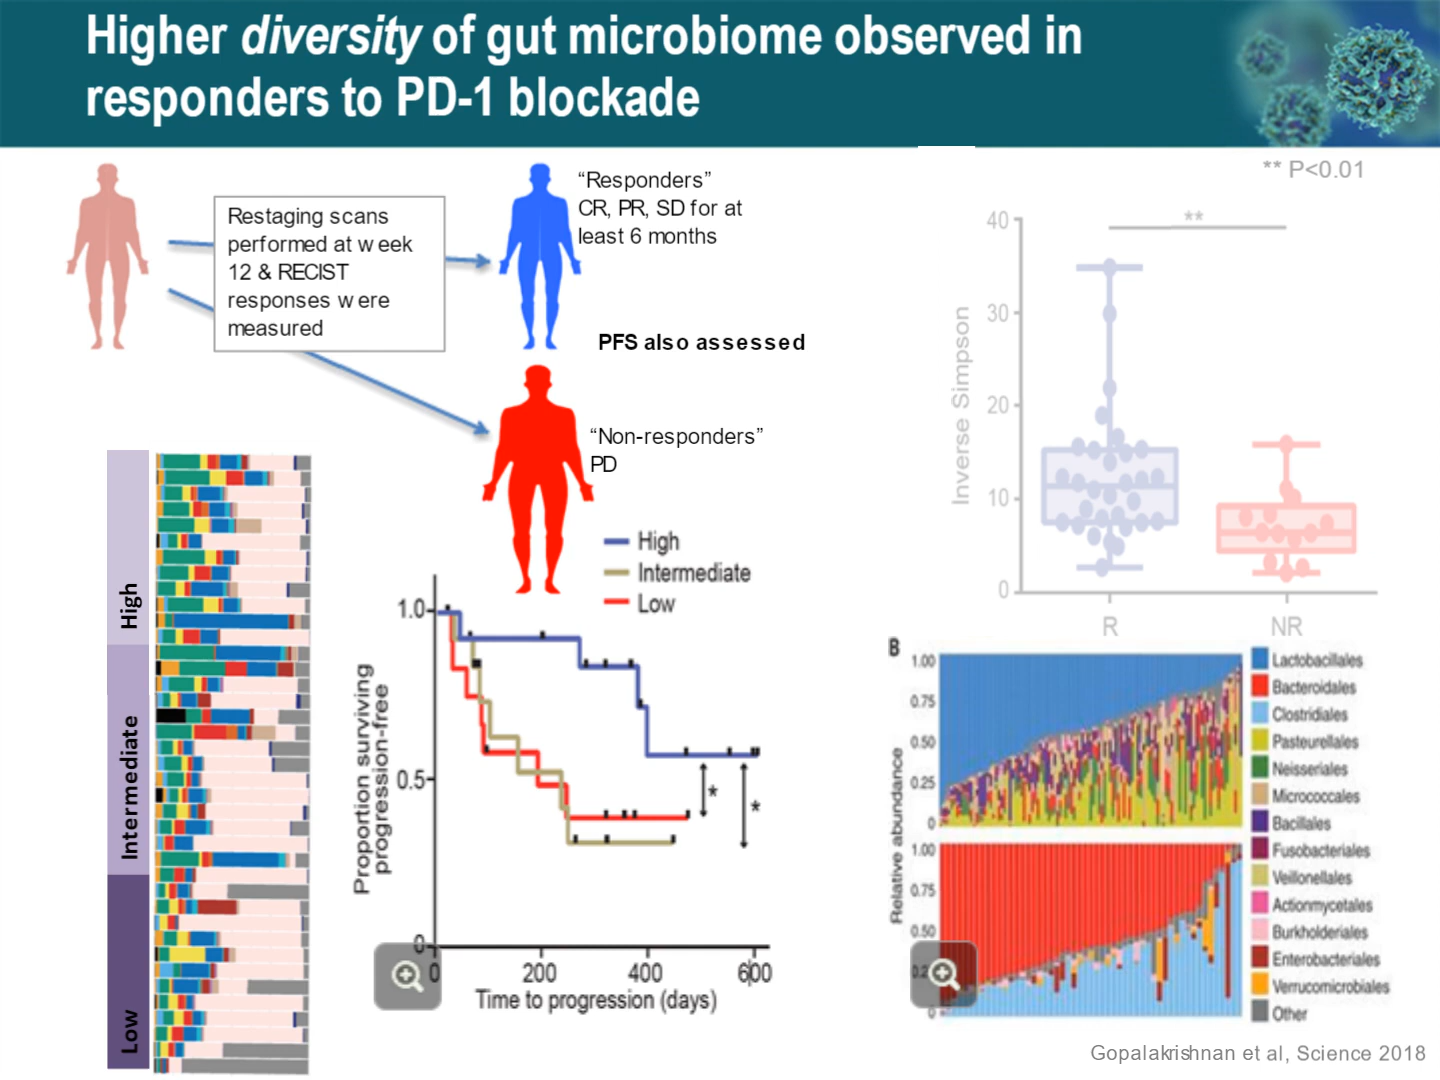 Higher diversity of gut microbiome observed in
responders to PD-1 blockade
Restaging scans
performed at week
12 & RECIST
responses were
measured
“Responders”
CR, PR, SD for at
least 6 months
PFS also assessed
“Non-responders”
PD
** P<0.01
**
Inverse Simpson
40
30
20
10
0
R
NR
High
Intermediate
Low
High
Intermediate
Low
Proportion surviving
progression-free
1.0
0.5
0
*
*
0
200
400
600
Time to progression (days)
B
Relative abundance
1.00
0.75
0.50
0.25
0
1.00
0.75
0.50
0.2
0
Lactobacillales
Bacteroidales
Clostridiales
Pasteurellales
Neisseriales
Micrococcales
Bacillales
Fusobacteriales
Veillonellales
Actionmycetales
Burkholderiales
Enterobacteriales
Verrucomicrobiales
Other
Gopalakrishnan et al, Science 2018